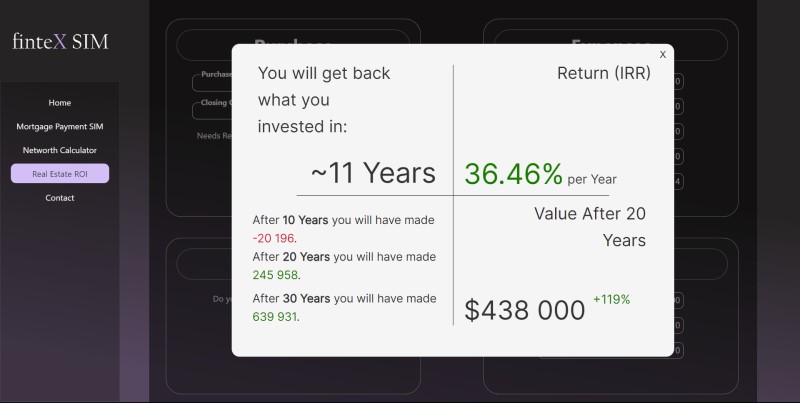 finteX SIM
Home
Mortgage Payment SIM
Networth Calculator
Real Estate ROI
Contact
Purchase
Closing
Needs Re
Do yo
X
You will get back
what you
invested in:
~11 Years
Return (IRR)
36.46% per Year
After 10 Years you will have made
-20 196.
After 20 Years you will have made
245 958.
After 30 Years you will have made
639 931.
Value After 20
Years
$438 000 +119%